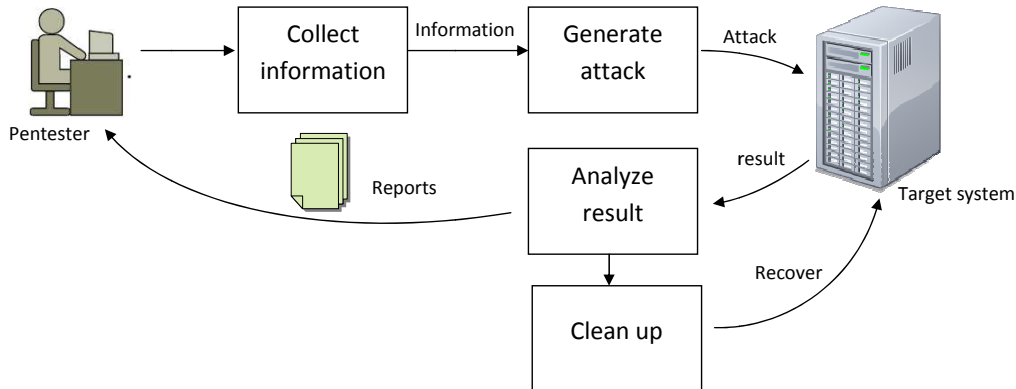 Collect
information
Information
Generate
attack
Attack
Pentester
Reports
Analyze
result
result
Target system
Recover
Clean up